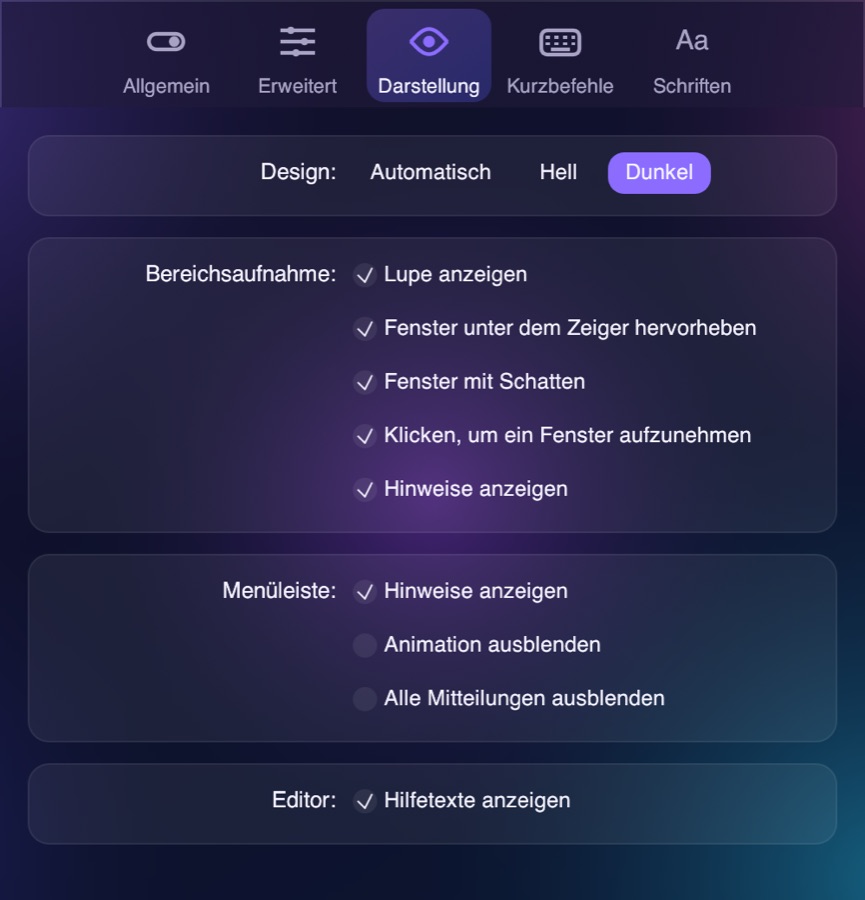 Aa
Allgemein Erweitert Darstellung Kurzbefehle Schriften
Design: Automatisch Hell Dunkel
Bereichsaufnahme: Lupe anzeigen
Fenster unter dem Zeiger hervorheben
Fenster mit Schatten
Klicken, um ein Fenster aufzunehmen
Hinweise anzeigen
Menüleiste: Hinweise anzeigen
Animation ausblenden
Alle Mitteilungen ausblenden
Editor: Hilfetexte anzeigen